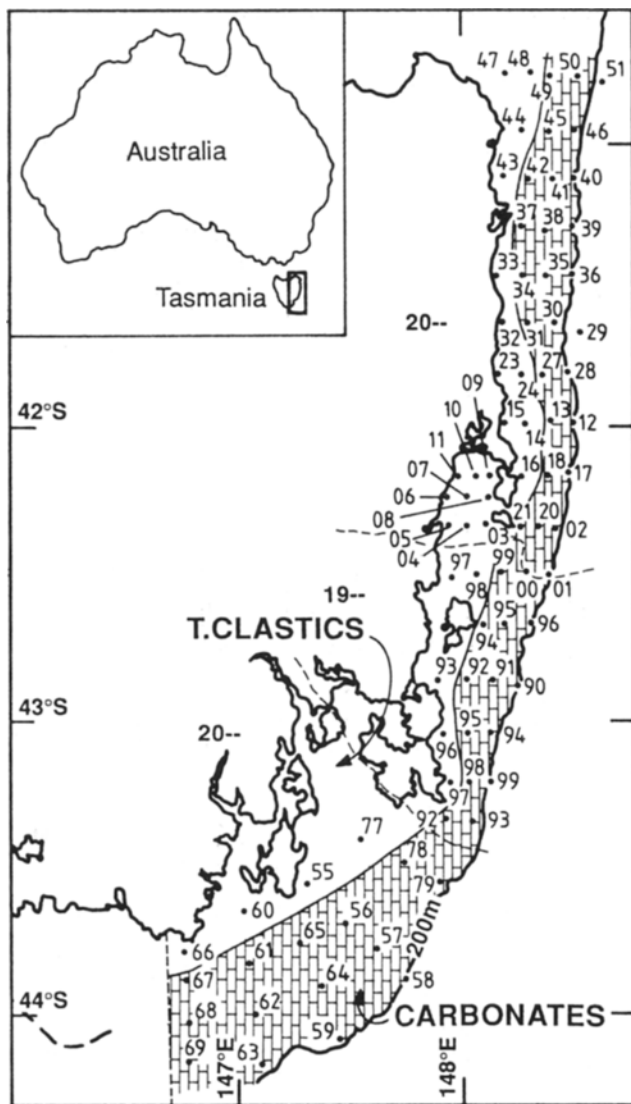 Australia
Tasmania
47 48 50 51
49
44 45 46
43 42 40
41
37 38 39
33 35 36
34
20-- 30 29
32 31
23 27 28
24
09
42°S
10 15 13 12
14
11 16 18 17
07
06
08 21 20
05 03 02
04
97 99
98 00 01
19--
T.CLASTICS 95 96
94
93 92 91
90
43°S
20-- 95 94
96
98 99
97
77 92 93
78
55 79
60 56
65
200m
66 61 57
67 64 58
44°S
68 62
CARBONATES
59
69 63
147°E 148°E